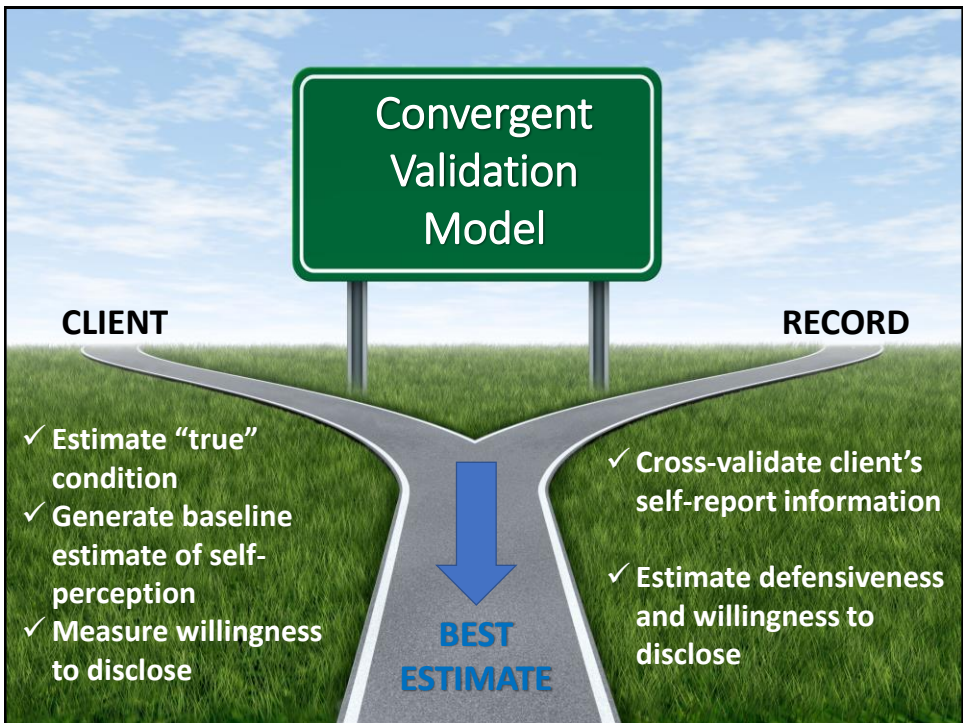 Convergent
Validation
Model
CLIENT
RECORD
✓ Estimate “true”
condition
✓ Generate baseline
estimate of self-
perception
✓ Measure willingness
to disclose
✓ Cross-validate client’s
self-report information
✓ Estimate defensiveness
and willingness to
disclose
BEST
ESTIMATE